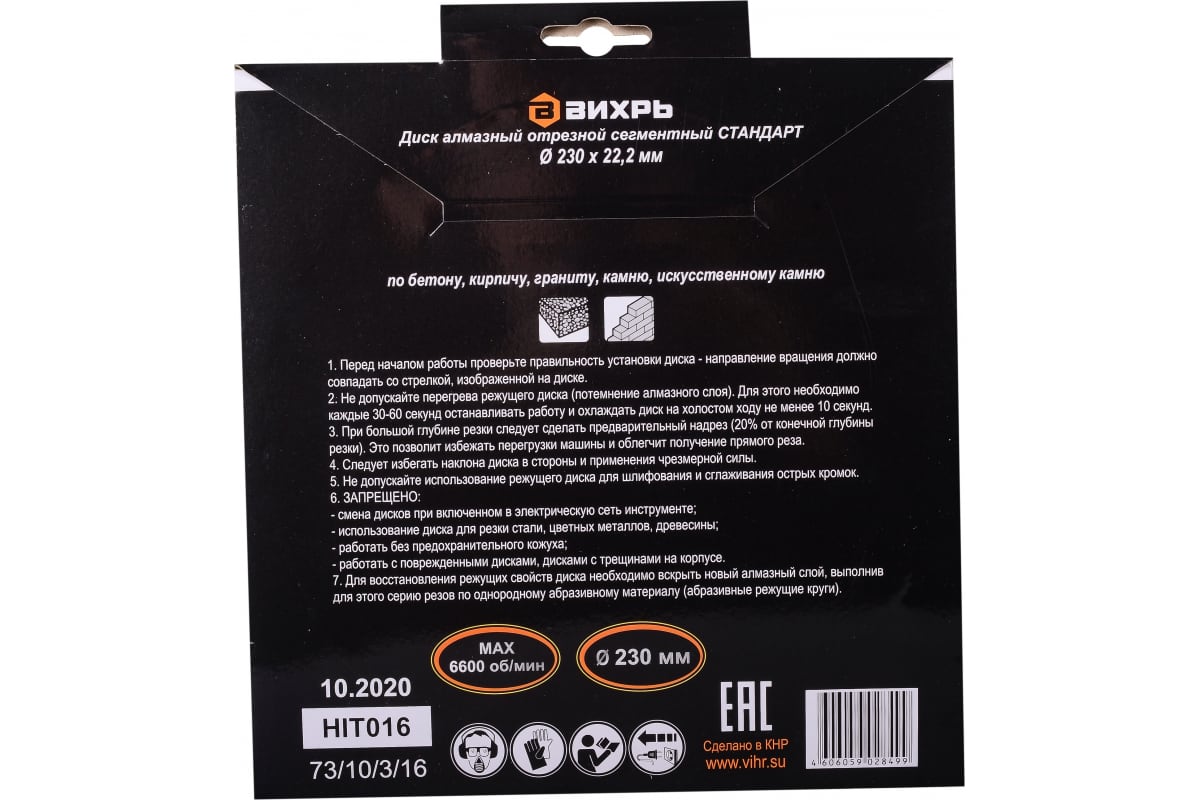 ВИХРЬ
Диск алмазный отрезной сегментный СТАНДАРТ
Ø 230 х 22,2 мм
по бетону, кирпичу, граниту, камню, искусственному камню
1. Перед началом работы проверьте правильность установки диска - направление вращения должно
совпадать со стрелкой, изображенной на диске.
2. Не допускайте перегрева режущего диска (потемнение алмазного слоя). Для этого необходимо
каждые 30-60 секунд останавливать работу и охлаждать диск на холостом ходу не менее 10 секунд.
3. При большой глубине резки следует сделать предварительный надрез (20% от конечной глубины
резки). Это позволит избежать перегрузки машины и облегчит получение прямого реза.
4. Следует избегать наклона диска в стороны и применения чрезмерной силы.
5. Не допускайте использование режущего диска для шлифования и сглаживания острых кромок.
6. ЗАПРЕЩЕНО:
- смена дисков при включенном в электрическую сеть инструменте;
- использование диска для резки стали, цветных металлов, древесины;
- работать без предохранительного кожуха;
- работать с поврежденными дисками, дисками с трещинами на корпусе.
7. Для восстановления режущих свойств диска необходимо вскрыть новый алмазный слой, выполнив
для этого серию резов по однородному абразивному материалу (абразивные режущие круги).
MAX
6600 об/мин
Ø 230 мм
10.2020
HIT016
73/10/3/16
EAC
Сделано в КНР
www.vihr.su
4 606059 028499